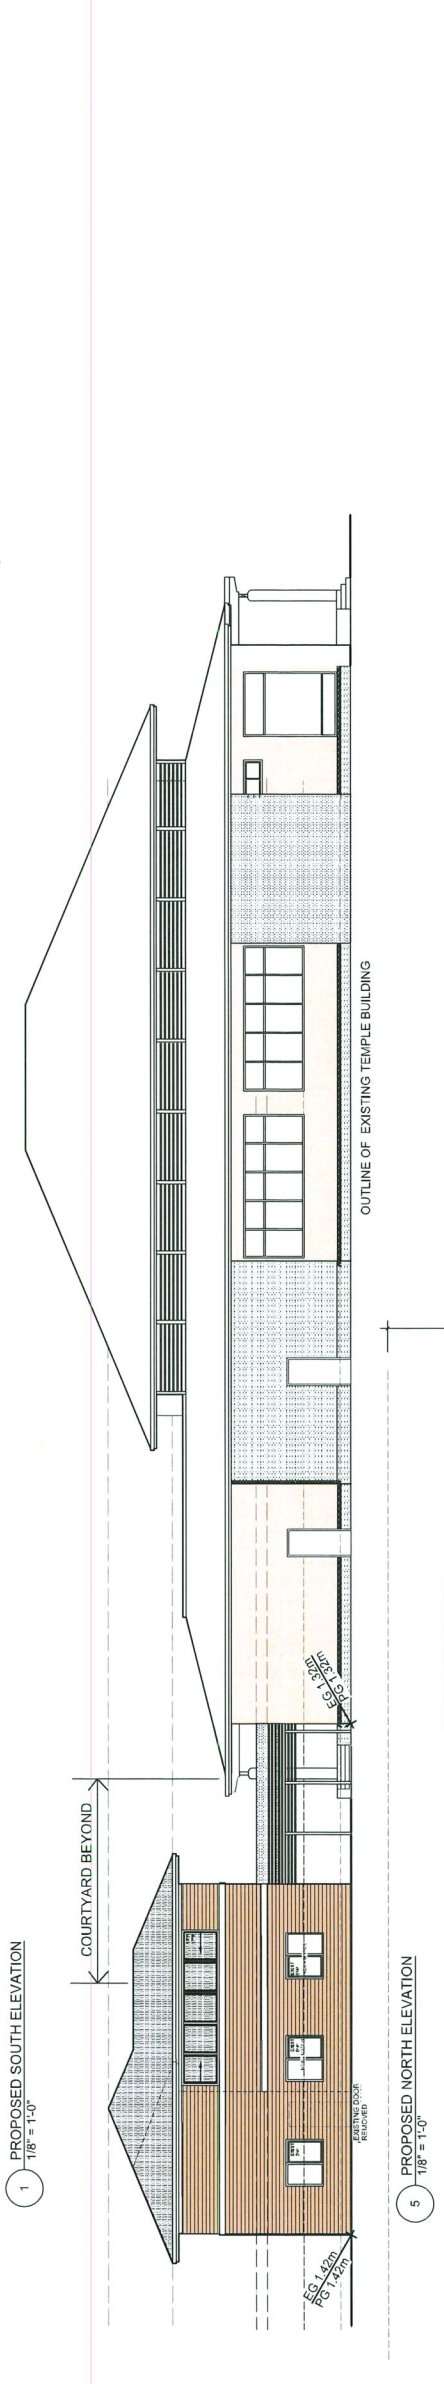 1
PROPOSED SOUTH ELEVATION
1/8" = 1'-0"
COURTYARD BEYOND
EG 1.42m
PG 1.42m
EXISTING DOOR
REMOVED
EG 1.32m
PG 1.32m
OUTLINE OF EXISTING TEMPLE BUILDING
5
PROPOSED NORTH ELEVATION
1/8" = 1'-0"